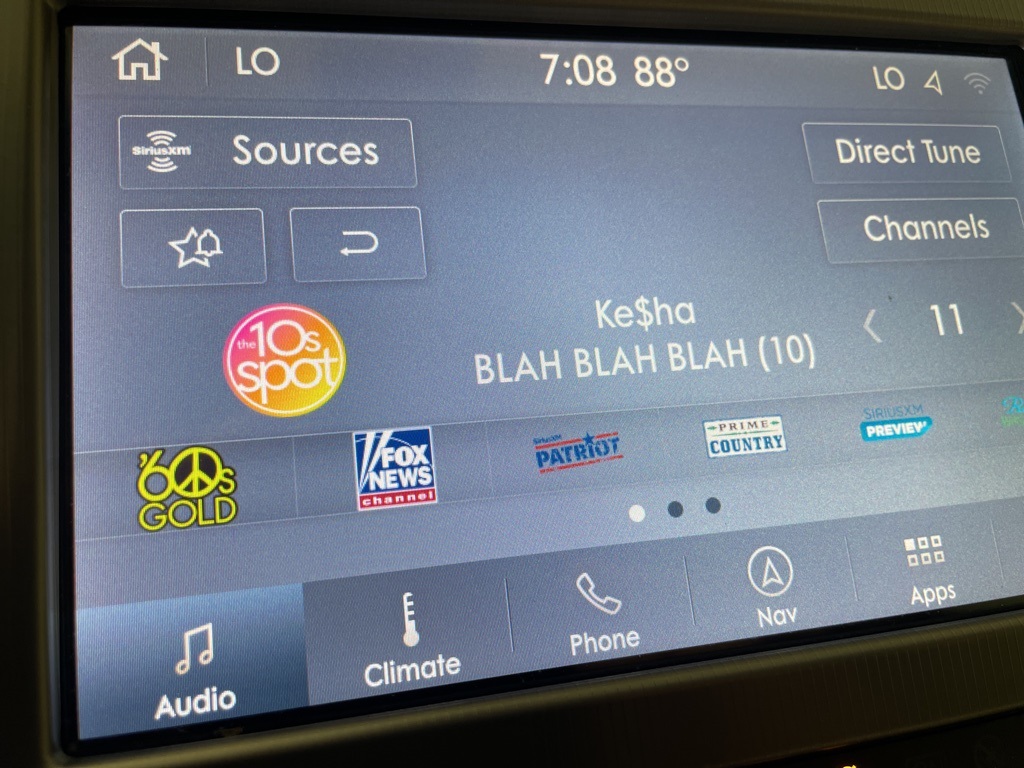 LO
7:08 88°
LO
SiriusXM Sources
Direct Tune
Channels
the 10s spot
Ke$ha
BLAH BLAH BLAH (10)
11
'60s GOLD
FOX NEWS channel
SiriusXM PATRIOT
PRIME COUNTRY
SIRIUSXM PREVIEW
Audio
Climate
Phone
Nav
Apps